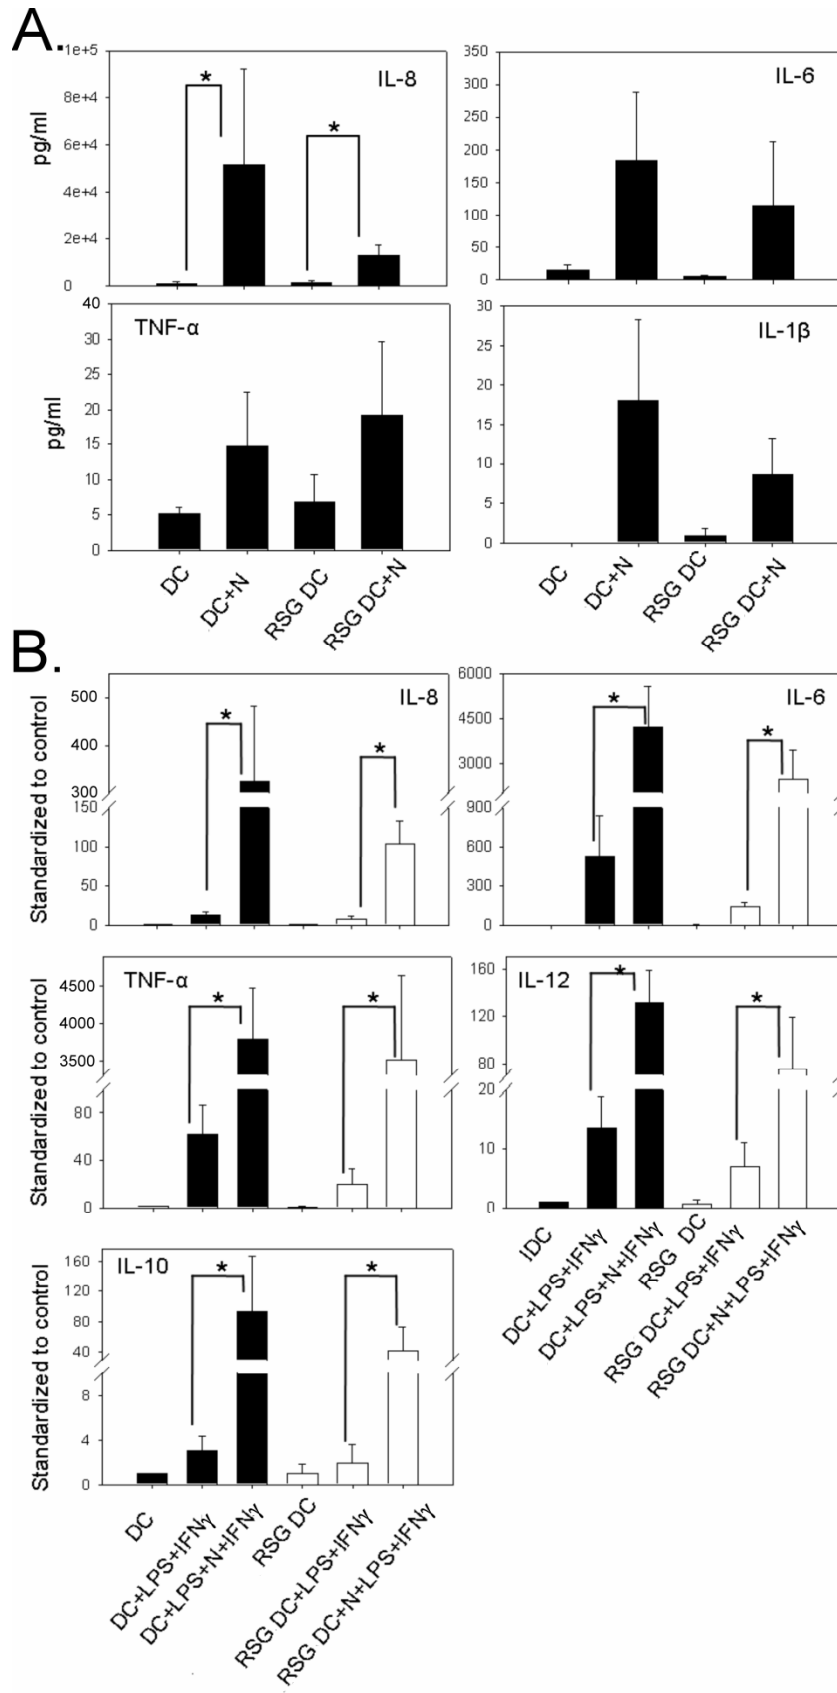 A.
1e+5
8e+4
6e+4
4e+4
2e+4
0
pg/ml
IL-8
*
*
350
300
250
200
150
100
50
0
IL-6
40
35
30
25
20
15
10
5
0
pg/ml
TNF-α
DC
DC+N
RSG DC
RSG DC+N
30
25
20
15
10
5
0
IL-1β
DC
DC+N
RSG DC
RSG DC+N
B.
500
400
300
150
100
50
0
Standardized to control
IL-8
*
*
6000
4500
3000
900
600
300
0
IL-6
*
*
4500
4000
3500
80
40
0
Standardized to control
TNF-α
*
*
160
120
80
20
10
0
IL-12
*
*
IDC
DC+LPS+IFNγ
DC+LPS+N+IFNγ
RSG DC
RSG DC+LPS+IFNγ
RSG DC+N+LPS+IFNγ
160
120
80
40
8
4
0
Standardized to control
IL-10
*
*
DC
DC+LPS+IFNγ
DC+LPS+N+IFNγ
RSG DC
RSG DC+LPS+IFNγ
RSG DC+N+LPS+IFNγ